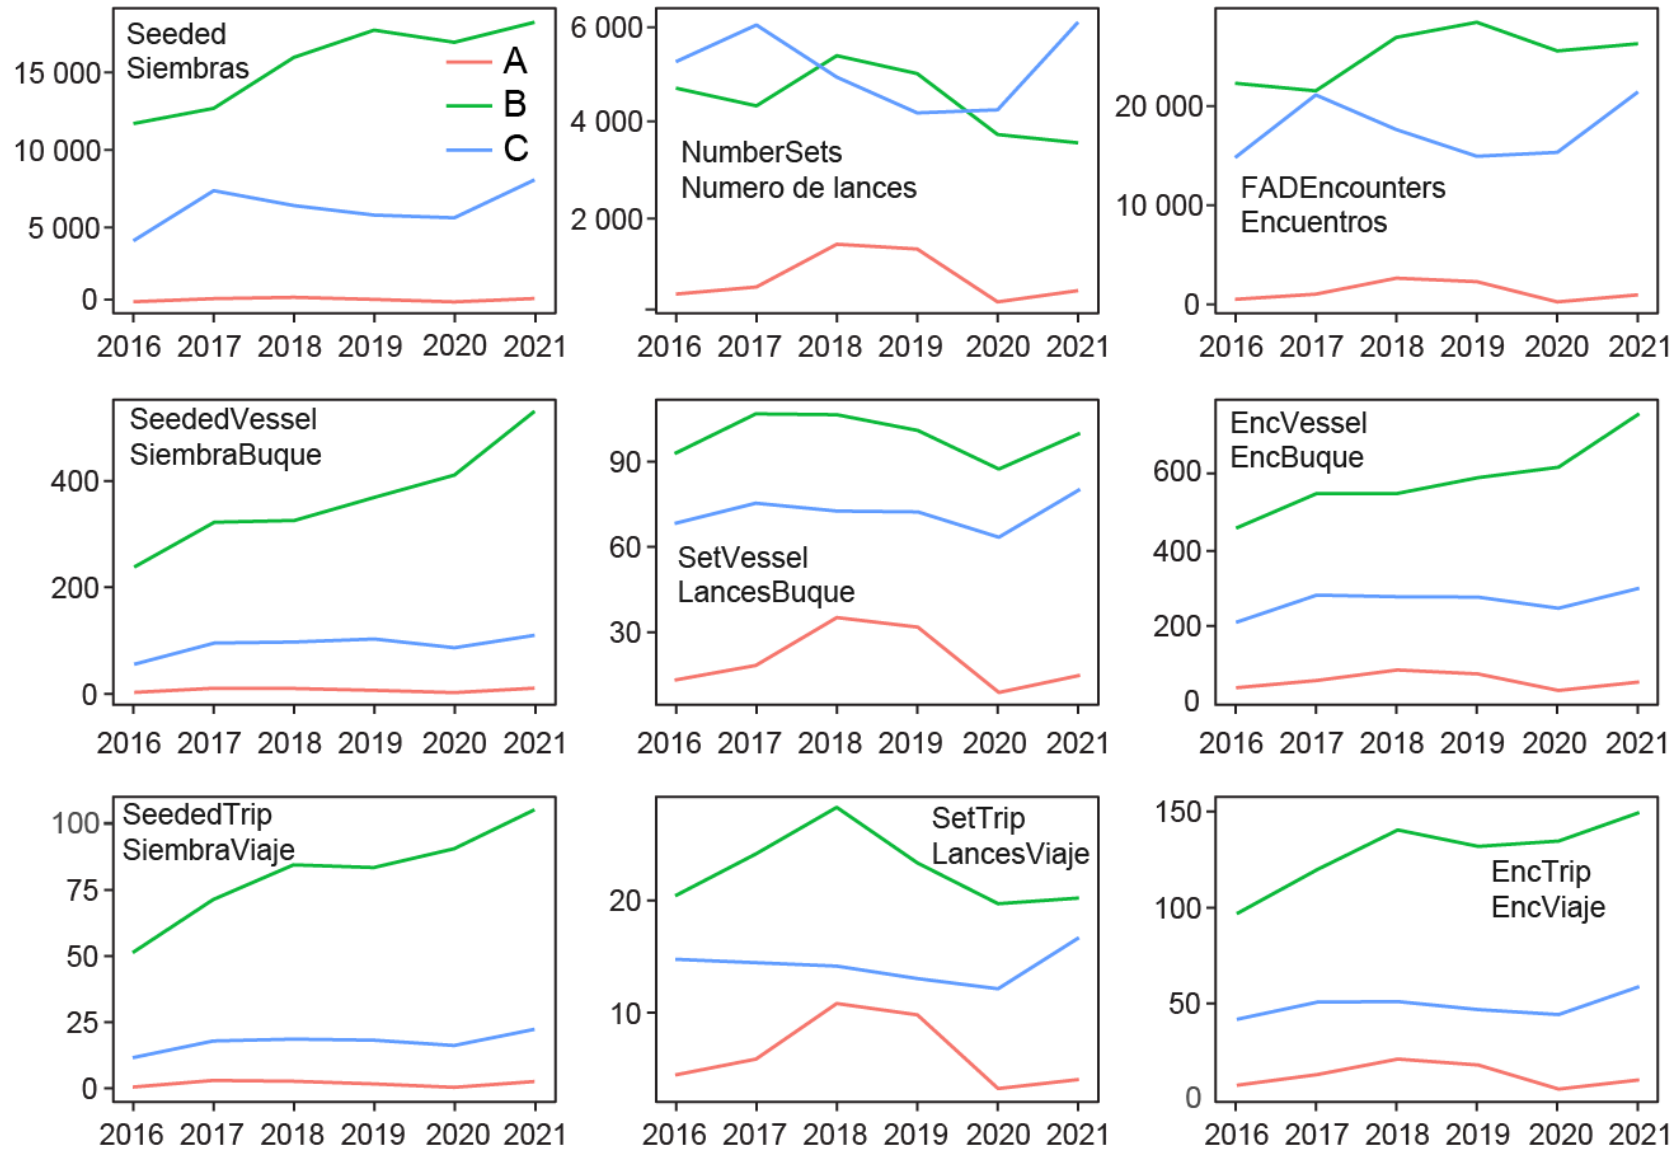 Seeded
Siembras
A
B
C
15 000
10 000
5 000
0
2016 2017 2018 2019 2020 2021
6 000
4 000
2 000
NumberSets
Numero de lances
2016 2017 2018 2019 2020 2021
20 000
10 000
0
FADEncounters
Encuentros
2016 2017 2018 2019 2020 2021
SeededVessel
SiembraBuque
400
200
0
2016 2017 2018 2019 2020 2021
90
60
30
SetVessel
LancesBuque
2016 2017 2018 2019 2020 2021
EncVessel
EncBuque
600
400
200
0
2016 2017 2018 2019 2020 2021
SeededTrip
SiembraViaje
100
75
50
25
0
2016 2017 2018 2019 2020 2021
SetTrip
LancesViaje
20
10
2016 2017 2018 2019 2020 2021
150
100
50
0
EncTrip
EncViaje
2016 2017 2018 2019 2020 2021